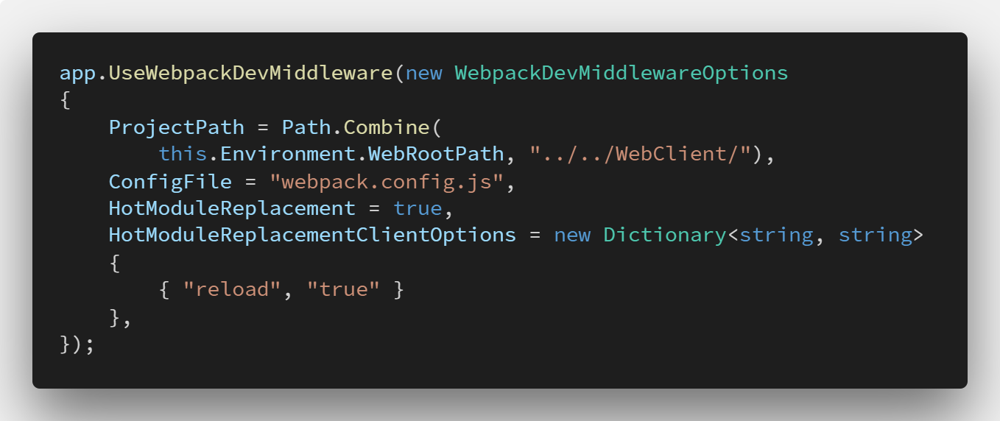 app.UseWebpackDevMiddleware(new WebpackDevMiddlewareOptions
{
    ProjectPath = Path.Combine(
        this.Environment.WebRootPath, "../../WebClient/"),
    ConfigFile = "webpack.config.js",
    HotModuleReplacement = true,
    HotModuleReplacementClientOptions = new Dictionary<string, string>
    {
        { "reload", "true" }
    },
});